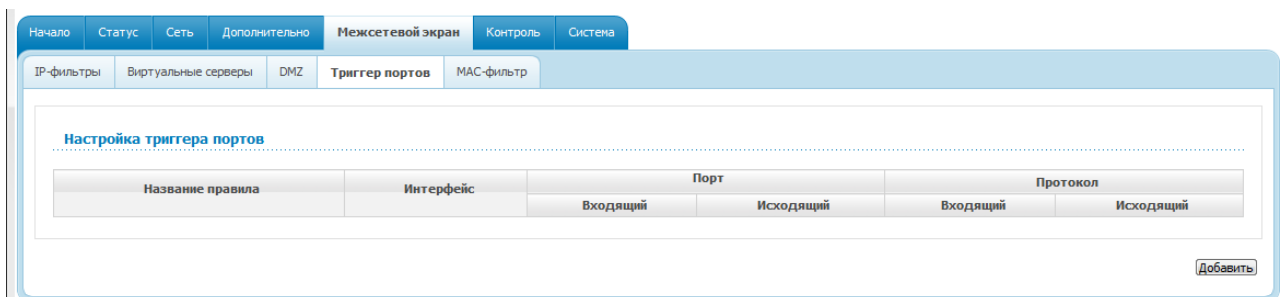 Начало Статус Сеть Дополнительно Межсетевой экран Контроль Система
IP-фильтры Виртуальные серверы DMZ Триггер портов MAC-фильтр
Настройка триггера портов
Название правила Интерфейс Порт Протокол
Входящий Исходящий Входящий Исходящий
Добавить